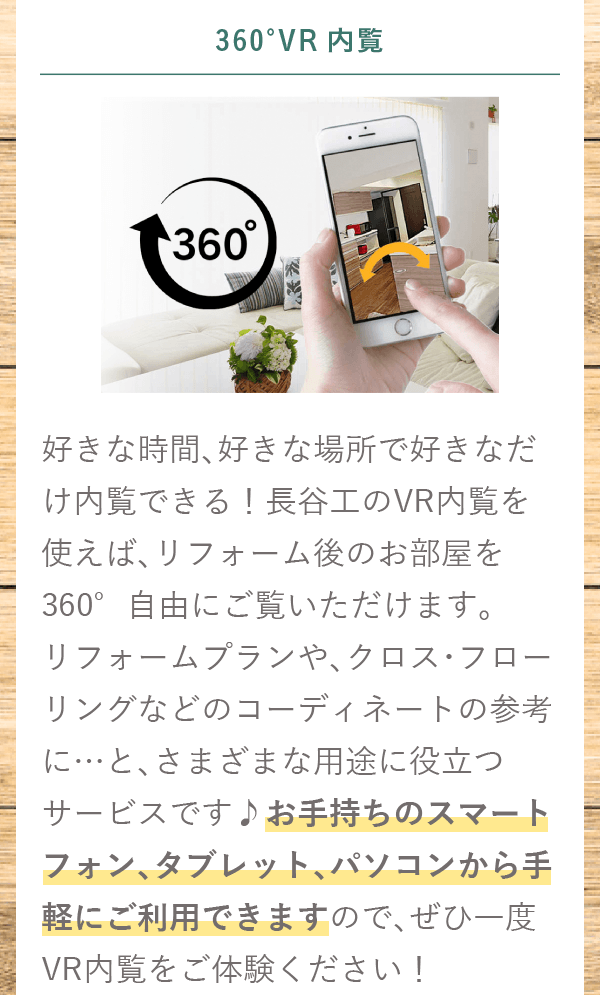 360°VR 内覧
360°
好きな時間、好きな場所で好きなだ
け内覧できる！長谷工のVR内覧を
使えば、リフォーム後のお部屋を
360°自由にご覧いただけます。
リフォームプランや、クロス・フロー
リングなどのコーディネートの参考
に…と、さまざまな用途に役立つ
サービスです♪お手持ちのスマート
フォン、タブレット、パソコンから手
軽にご利用できますので、ぜひ一度
VR内覧をご体験ください！